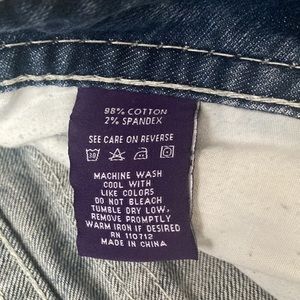 98% COTTON
2% SPANDEX
SEE CARE ON REVERSE
30
MACHINE WASH
COOL WITH
LIKE COLORS
DO NOT BLEACH
TUMBLE DRY LOW,
REMOVE PROMPTLY
WARM IRON IF DESIRED
RN 110712
MADE IN CHINA